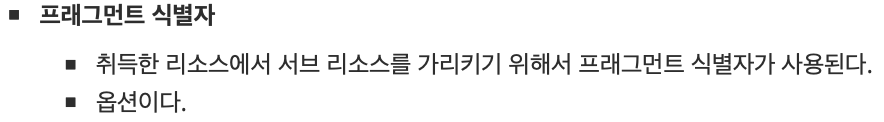 ■ 프래그먼트 식별자
■ 취득한 리소스에서 서브 리소스를 가리키기 위해서 프래그먼트 식별자가 사용된다.
■ 옵션이다.